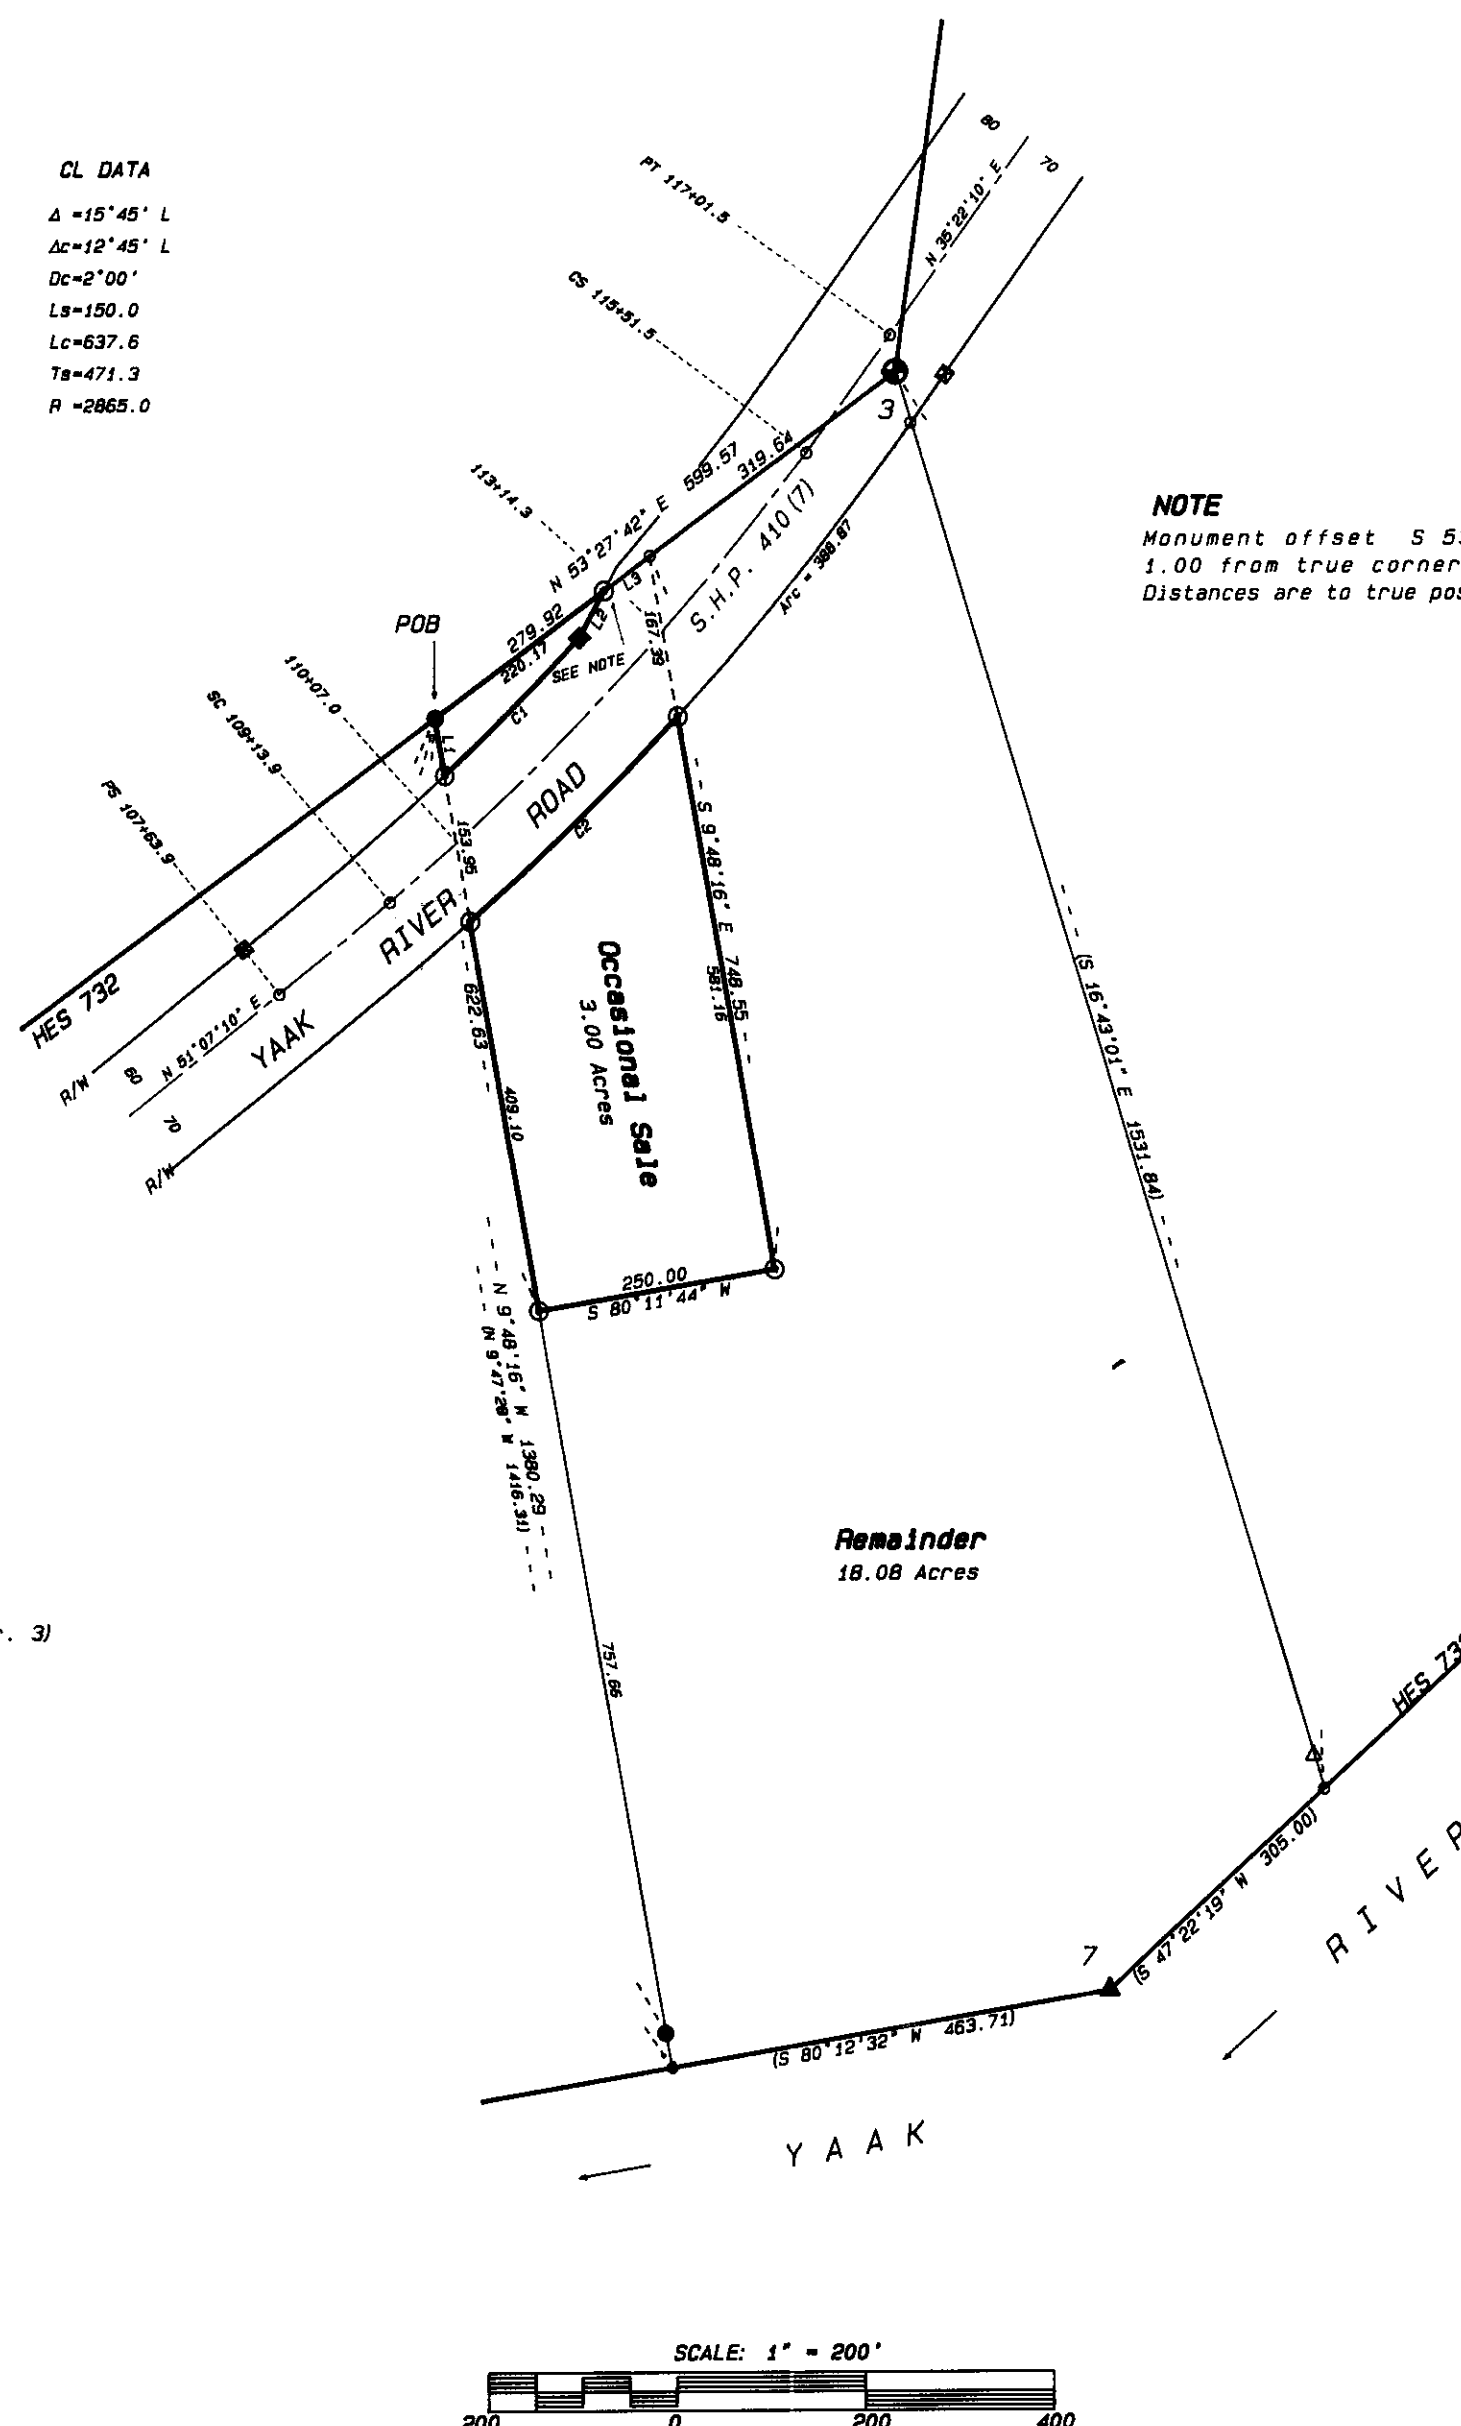 CL DATA
Δ =15°45' L
Δc=12°45' L
Dc=2°00'
Ls=150.0
Lc=637.6
Ts=471.3
R =2865.0
80
70
N 35°22'10" E
PT 117+01.5
CS 115+51.5
3
113+14.3
N 53°27'42" E 599.57
319.64
S.H.P. 410(7)
Arc = 388.87
NOTE
Monument offset S 5
1.00 from true corner
Distances are to true pos
L3
L2
167.39
279.92
220.17
SEE NOTE
POB
C1
L1
110+07.0
SC 109+13.9
PS 107+63.9
153.95
YAAK RIVER ROAD
C2
HES 732
R/W
N 51°07'10" E
70
R/W
622.63
409.10
Occasional Sale
3.00 Acres
S 9°48'16" E 748.55
581.16
(S 16°43'01" E 1531.84)
250.00
S 80°11'44" W
N 9°48'16" W 1380.29
(N 9°47'28" W 1416.31)
757.66
Remainder
18.08 Acres
. 3)
HES 73
(S 47°22'19" W 305.00)
7
(S 80°12'32" W 463.71)
RIVER
YAAK
SCALE: 1" = 200'
200 0 200 400